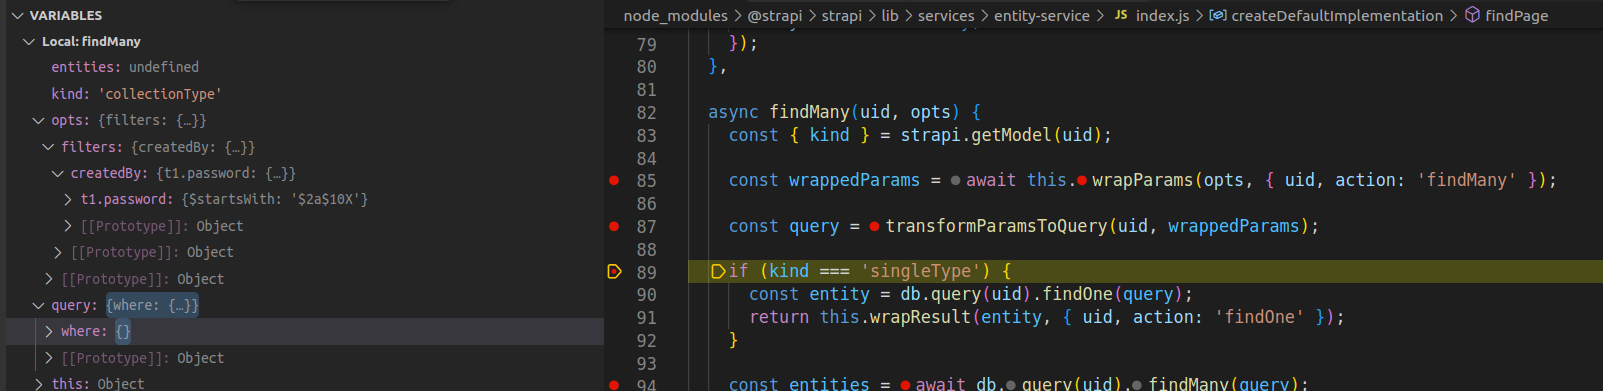 VARIABLES
Local: findMany
entities: undefined
kind: 'collectionType'
opts: {filters: {…}}
filters: {createdBy: {…}}
createdBy: {t1.password: {…}}
t1.password: {$startsWith: '$2a$10X'}
[[Prototype]]: Object
[[Prototype]]: Object
[[Prototype]]: Object
query: {where: {…}}
where: {}
[[Prototype]]: Object
this: Object
node_modules > @strapi > strapi > lib > services > entity-service > JS index.js > createDefaultImplementation > findPage
79 });
80 },
81
82 async findMany(uid, opts) {
83 const { kind } = strapi.getModel(uid);
84
85 const wrappedParams = await this.wrapParams(opts, { uid, action: 'findMany' });
86
87 const query = transformParamsToQuery(uid, wrappedParams);
88
89 if (kind === 'singleType') {
90 const entity = db.query(uid).findOne(query);
91 return this.wrapResult(entity, { uid, action: 'findOne' });
92 }
93
94 const entities = await db.query(uid).findMany(query);